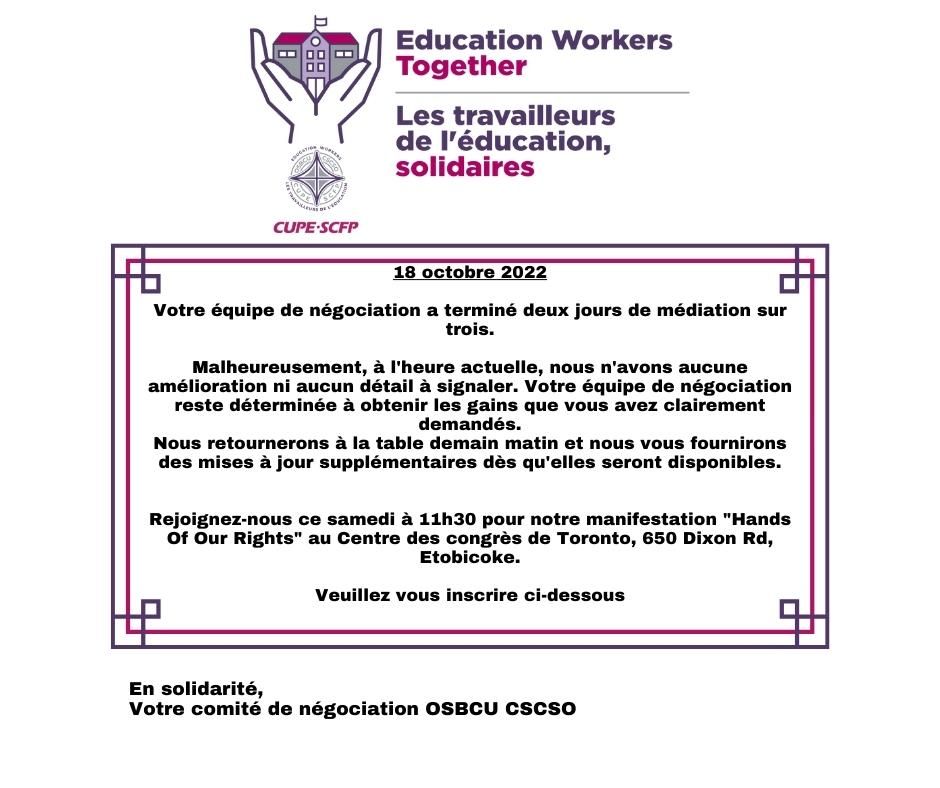 Education Workers
Together
Les travailleurs
de l'éducation,
solidaires
EDUCATION WORKERS
OSBCU CSCSO
CUPE SCFP
LES TRAVAILLEURS DE L'ÉDUCATION
CUPE·SCFP
18 octobre 2022
Votre équipe de négociation a terminé deux jours de médiation sur
trois.
Malheureusement, à l'heure actuelle, nous n'avons aucune
amélioration ni aucun détail à signaler. Votre équipe de négociation
reste déterminée à obtenir les gains que vous avez clairement
demandés.
Nous retournerons à la table demain matin et nous vous fournirons
des mises à jour supplémentaires dès qu'elles seront disponibles.
Rejoignez-nous ce samedi à 11h30 pour notre manifestation "Hands
Of Our Rights" au Centre des congrès de Toronto, 650 Dixon Rd,
Etobicoke.
Veuillez vous inscrire ci-dessous
En solidarité,
Votre comité de négociation OSBCU CSCSO